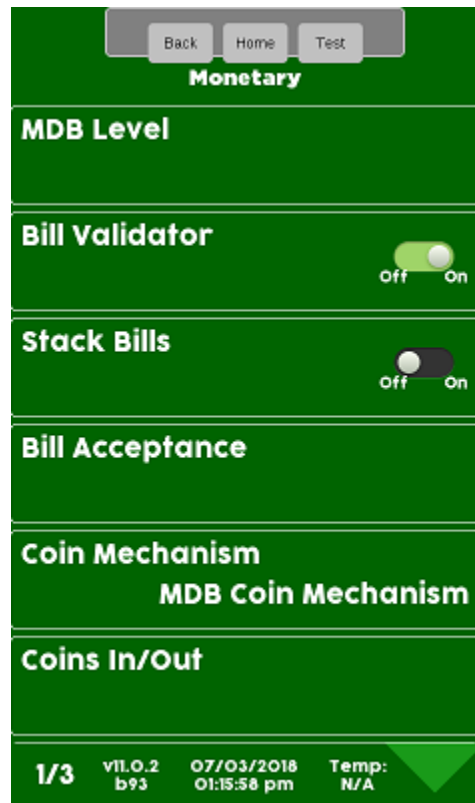 Back Home Test
Monetary
MDB Level
Bill Validator
Off On
Stack Bills
Off On
Bill Acceptance
Coin Mechanism
MDB Coin Mechanism
Coins In/Out
1/3 v11.0.2 07/03/2018 Temp:
b93 01:15:58 pm N/A